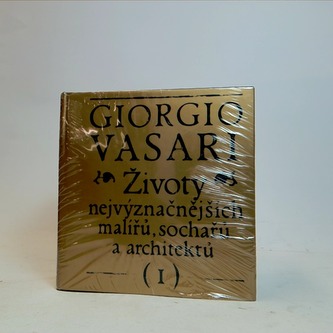 GIORGIO
VASARI
Životy
nejvýznačnějších
malířů, sochařů
a architektů
(I)